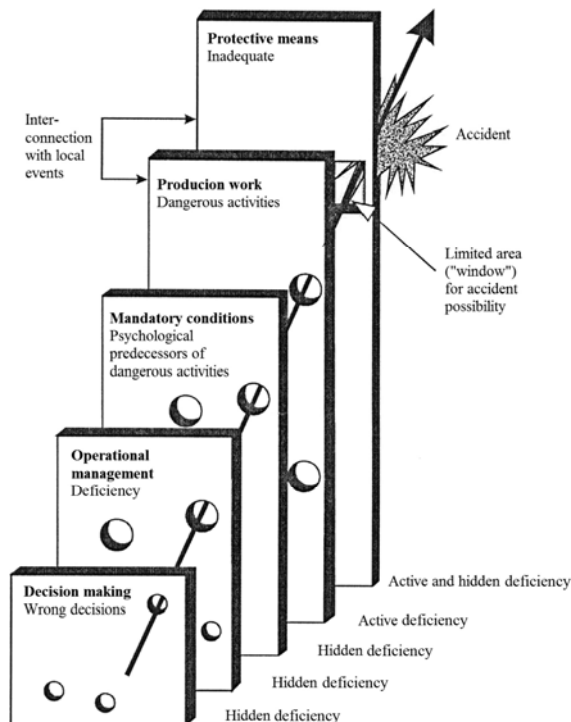 Protective means
Inadequate
Inter-
connection
with local
events
Accident
Producion work
Dangerous activities
Limited area
("window")
for accident
possibility
Mandatory conditions
Psychological
predecessors of
dangerous activities
Operational
management
Deficiency
Decision making
Wrong decisions
Active and hidden deficiency
Active deficiency
Hidden deficiency
Hidden deficiency
Hidden deficiency